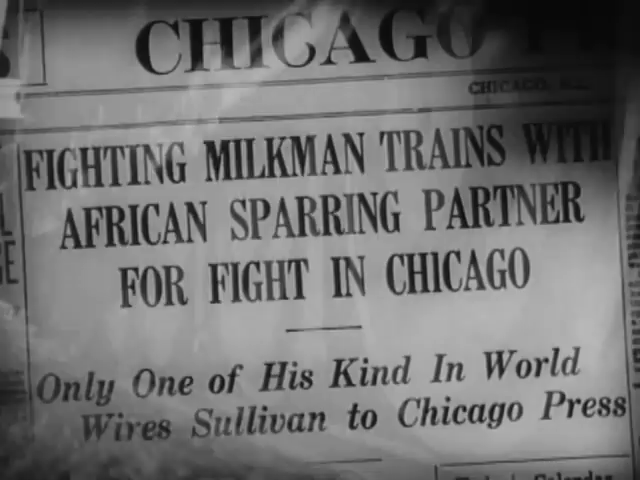 CHICAGO
CHICAGO
FIGHTING MILKMAN TRAINS WITH
AFRICAN SPARRING PARTNER
FOR FIGHT IN CHICAGO
Only One of His Kind In World
Wires Sullivan to Chicago Press